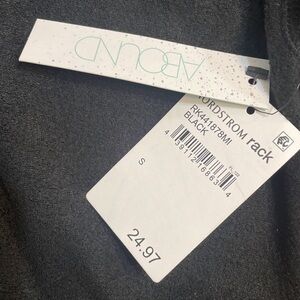 ABOUND
NORDSTROM rack
RK441878MI
BLACK
S
24.97